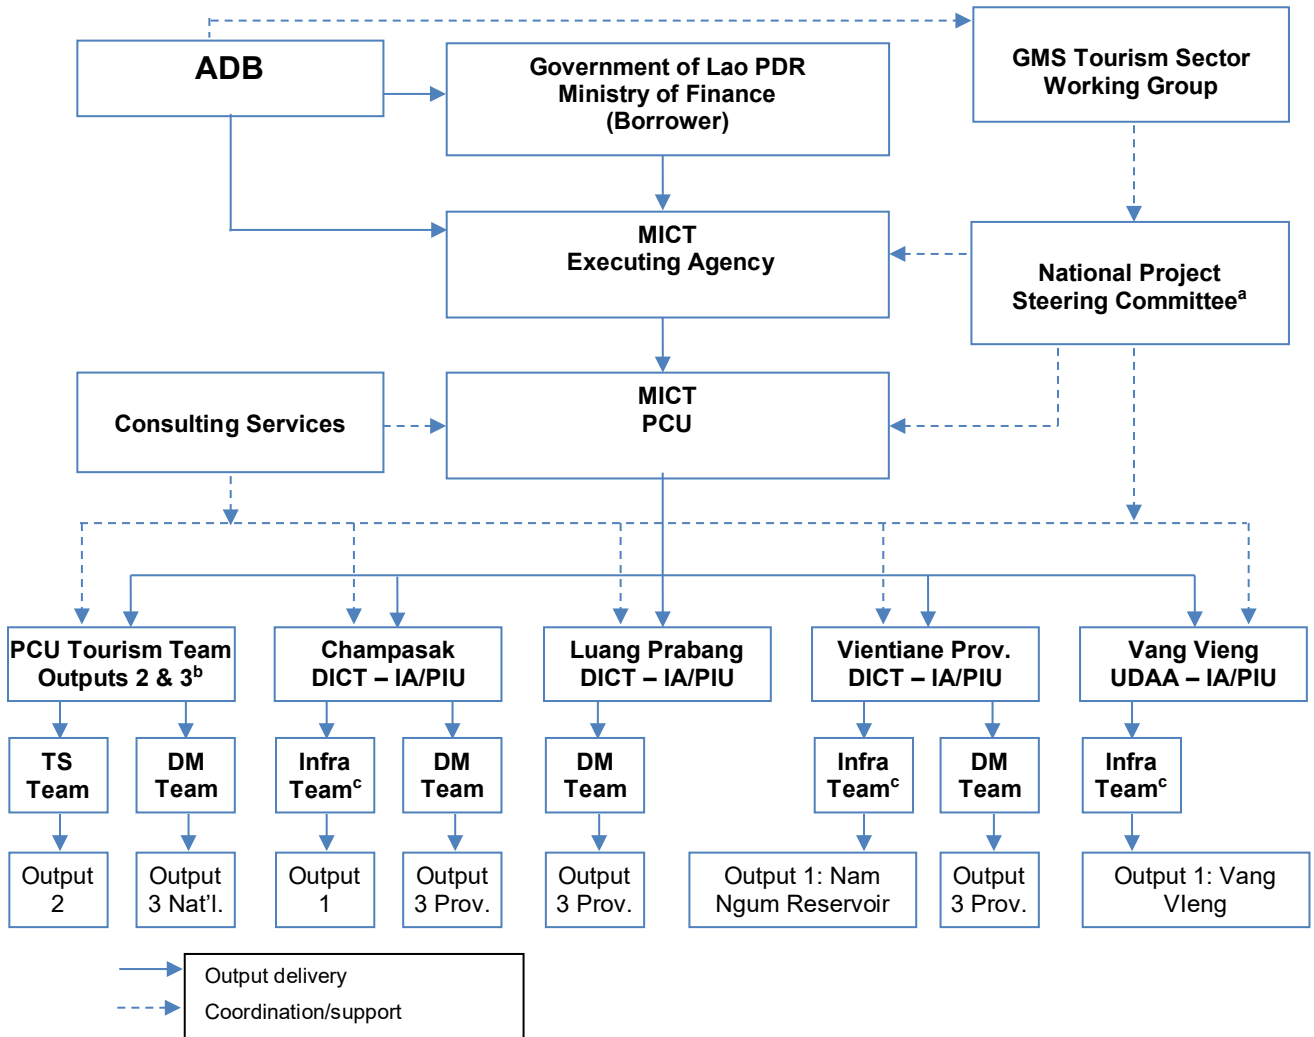 ADB
Government of Lao PDR
Ministry of Finance
(Borrower)
GMS Tourism Sector
Working Group
MICT
Executing Agency
National Project
Steering Committeeᵃ
Consulting Services
MICT
PCU
PCU Tourism Team
Outputs 2 & 3ᵇ
Champasak
DICT – IA/PIU
Luang Prabang
DICT – IA/PIU
Vientiane Prov.
DICT – IA/PIU
Vang Vieng
UDAA – IA/PIU
TS
Team
DM
Team
Infra
Teamᶜ
DM
Team
DM
Team
Infra
Teamᶜ
DM
Team
Infra
Teamᶜ
Output
2
Output
3 Nat’l.
Output
1
Output
3 Prov.
Output
3 Prov.
Output 1: Nam
Ngum Reservoir
Output
3 Prov.
Output 1: Vang
VIeng
Output delivery
Coordination/support